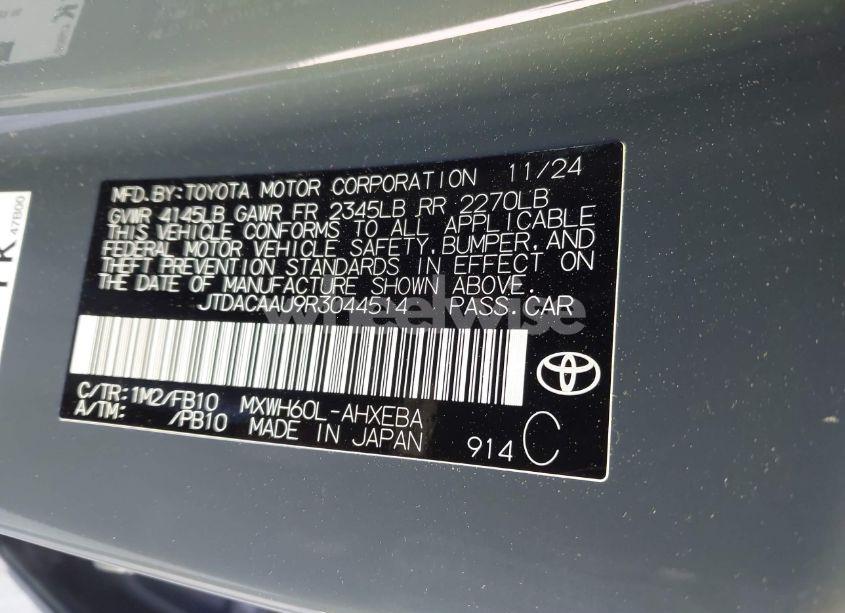 MFD.BY:TOYOTA MOTOR CORPORATION 11/24
GVWR 4145LB GAWR FR 2345LB RR 2270LB
THIS VEHICLE CONFORMS TO ALL APPLICABLE
FEDERAL MOTOR VEHICLE SAFETY,BUMPER,AND
THEFT PREVENTION STANDARDS IN EFFECT ON
THE DATE OF MANUFACTURE SHOWN ABOVE.
JTDACAAU9R3044514 PASS.CAR
wheelwise
C/TR:1M2/FB10 MXWH60L-AHXEBA
A/TM: /PB10 MADE IN JAPAN 914 C
47B00